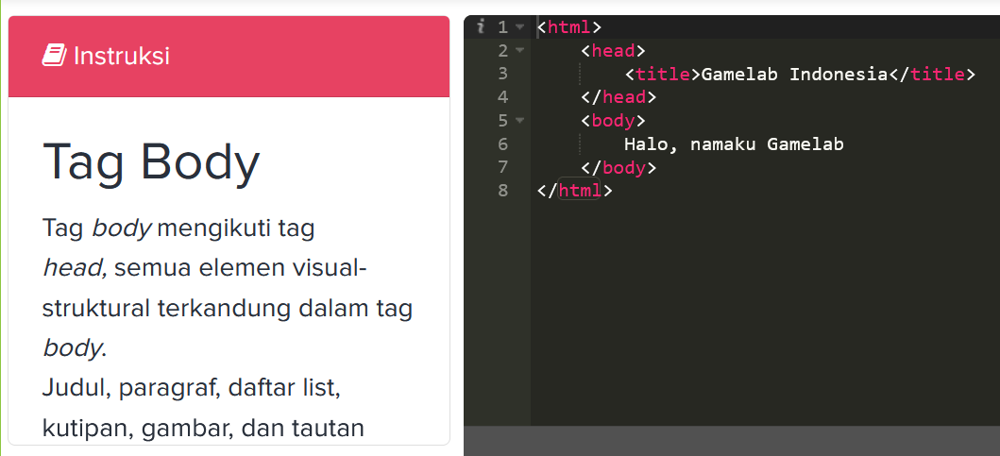 Instruksi
Tag Body
Tag body mengikuti tag
head, semua elemen visual-
struktural terkandung dalam tag
body.
Judul, paragraf, daftar list,
kutipan, gambar, dan tautan
i 1 <html>
2 <head>
3 <title>Gamelab Indonesia</title>
4 </head>
5 <body>
6 Halo, namaku Gamelab
7 </body>
8 </html>